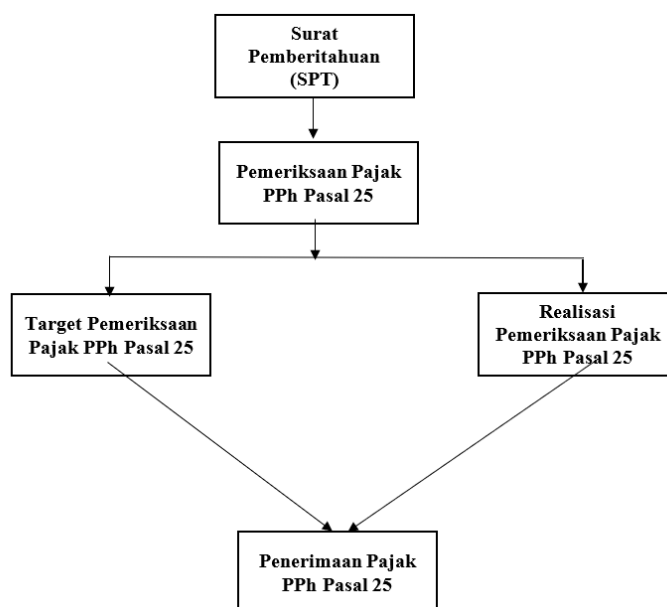 Surat
Pemberitahuan
(SPT)
Pemeriksaan Pajak
PPh Pasal 25
Target Pemeriksaan
Pajak PPh Pasal 25
Realisasi
Pemeriksaan Pajak
PPh Pasal 25
Penerimaan Pajak
PPh Pasal 25